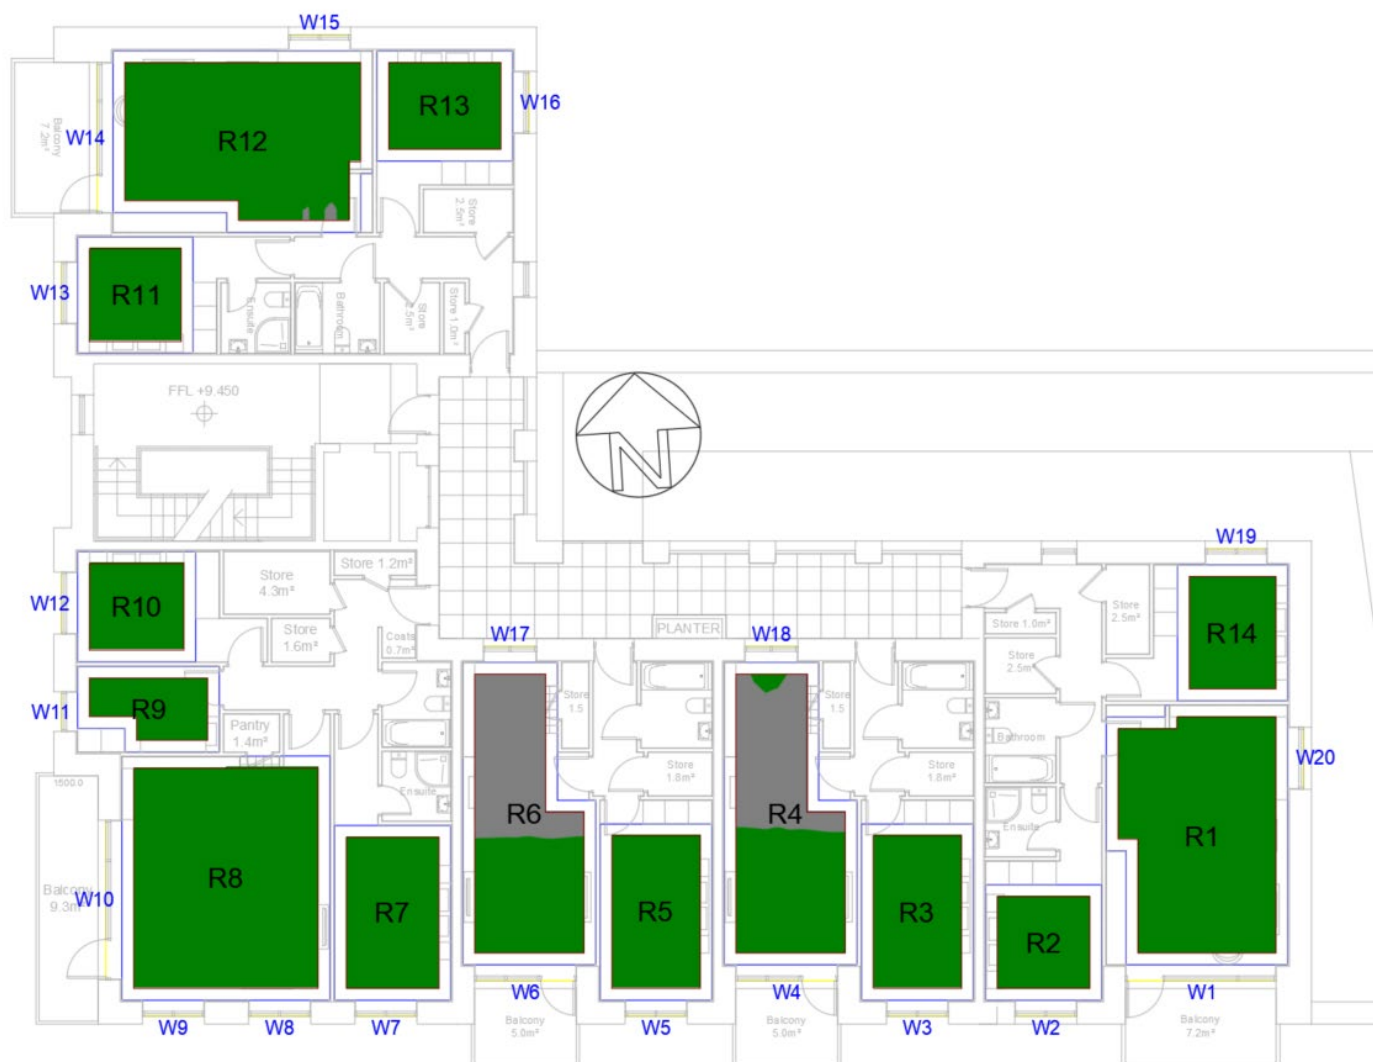 W15
R13
W16
W14
R12
Balcony
7.2m²
Store
2.5m²
W13
R11
Ensuite
Bathroom
Store
Store 1.0m²
FFL +9.450
N
W19
Store 1.2m²
Store
4.3m²
W12
R10
Store
1.6m²
0.7m²
PLANTER
W17
W18
Store 1.0m²
Store
2.5m²
Store
2.5m²
R14
W11
R9
Pantry
1.4m²
Store
1.5
Store
1.5
Bathroom
W20
1500.0
Ensuite
Store
1.8m²
Store
1.8m²
R6
R4
Ensuite
R1
R8
Balcony
9.3m²
W10
R7
R5
R3
R2
W6
W4
W1
W9
W8
W7
W5
W3
W2
Balcony
5.0m²
Balcony
5.0m²
Balcony
7.2m²